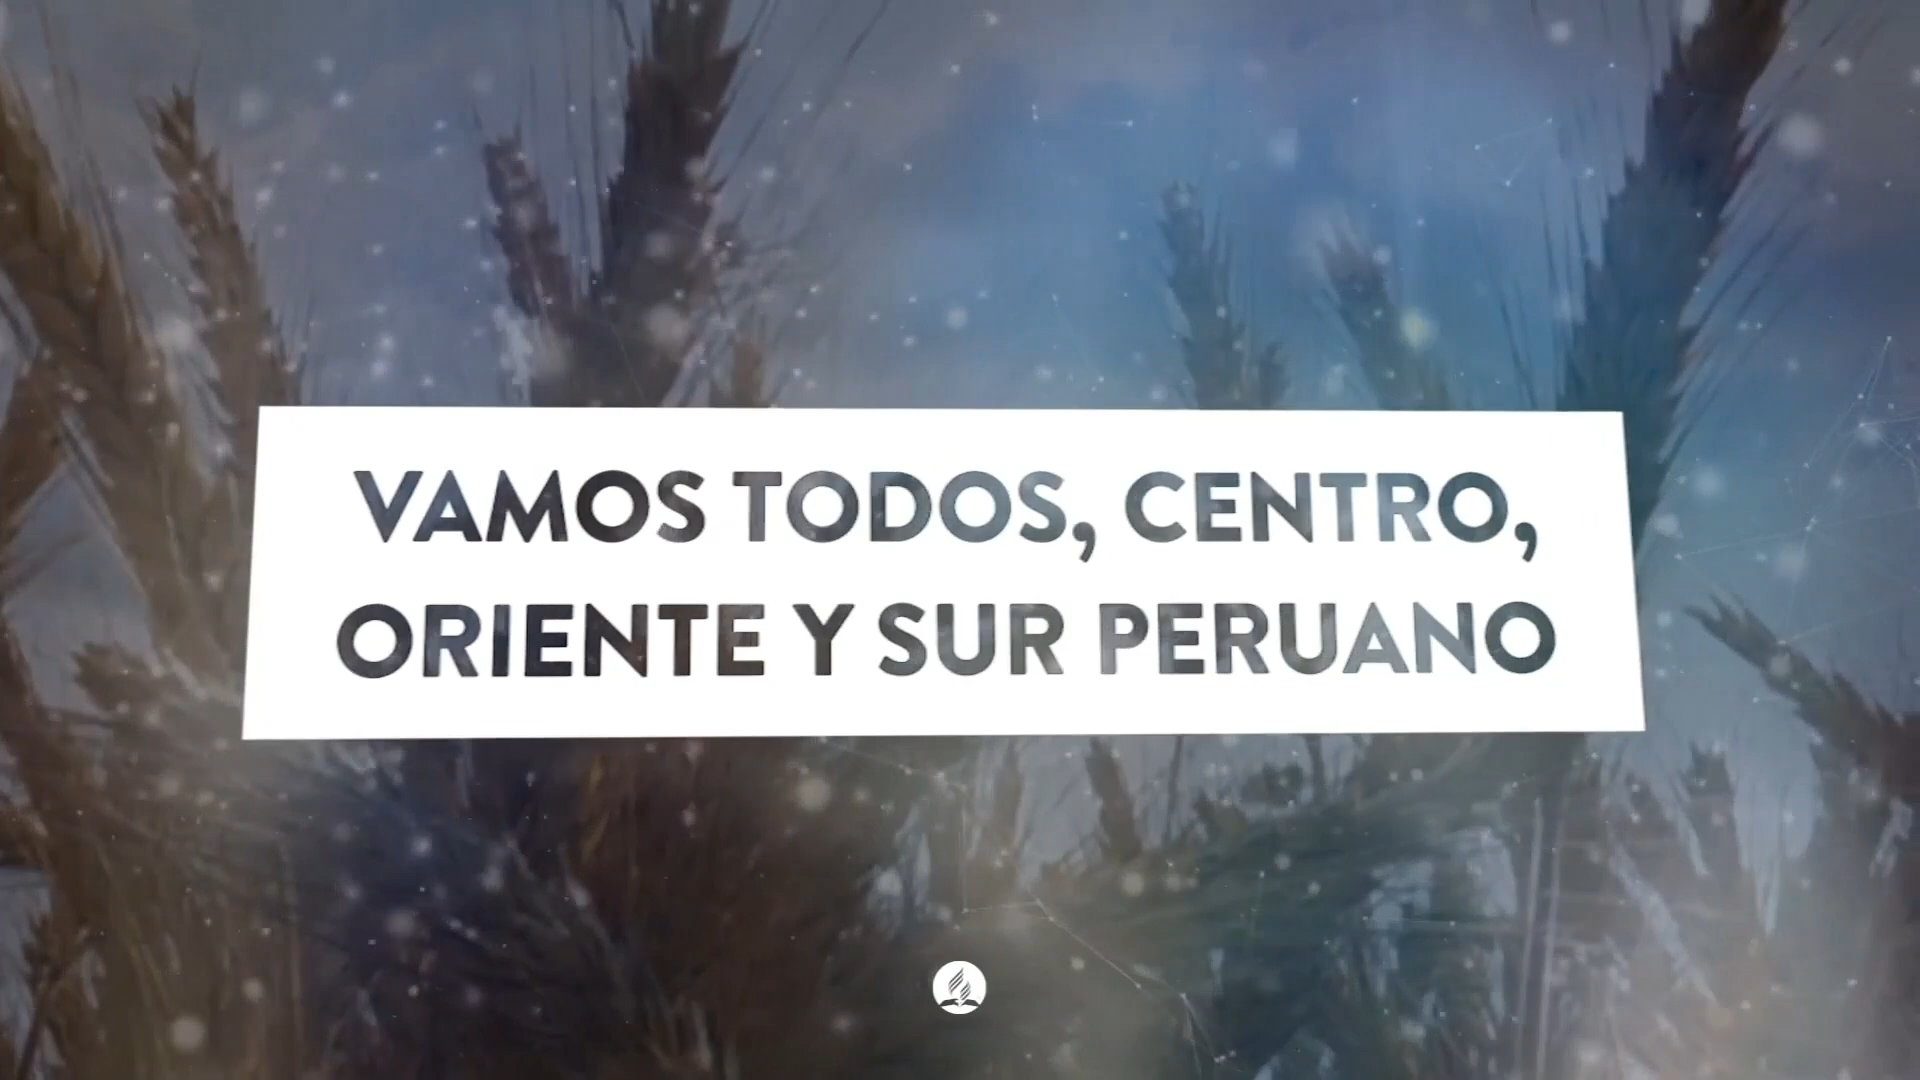 VAMOS TODOS, CENTRO,
ORIENTE Y SUR PERUANO